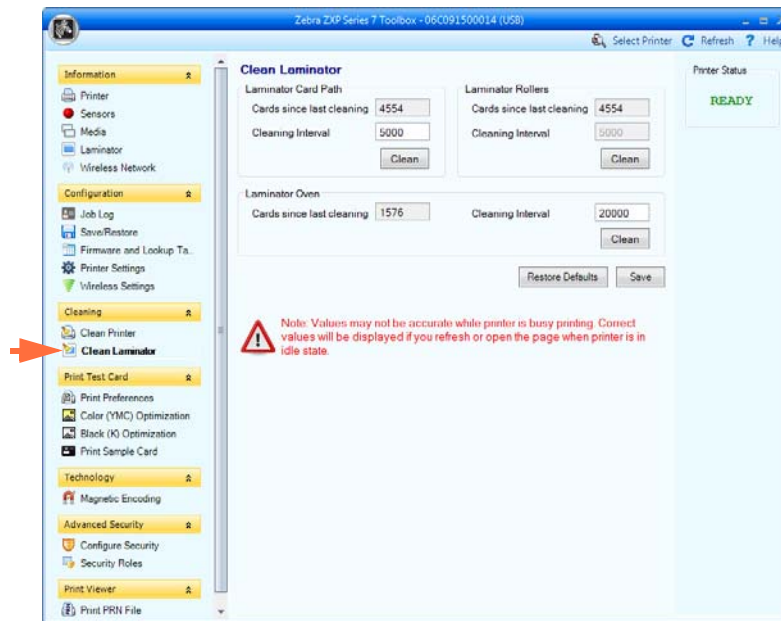 Zebra ZXP Series 7 Toolbox - 06C091500014 (USB)
Select Printer Refresh ? Help
Information
Printer
Sensors
Media
Laminator
Wireless Network
Configuration
Job Log
Save/Restore
Firmware and Lookup Ta..
Printer Settings
Wireless Settings
Cleaning
Clean Printer
Clean Laminator
Print Test Card
Print Preferences
Color (YMC) Optimization
Black (K) Optimization
Print Sample Card
Technology
Magnetic Encoding
Advanced Security
Configure Security
Security Roles
Print Viewer
Print PRN File
Clean Laminator
Laminator Card Path
Cards since last cleaning 4554
Cleaning Interval 5000
Clean
Laminator Rollers
Cards since last cleaning 4554
Cleaning Interval 5000
Clean
Laminator Oven
Cards since last cleaning 1576 Cleaning Interval 20000
Clean
Restore Defaults Save
Note: Values may not be accurate while printer is busy printing. Correct
values will be displayed if you refresh or open the page when printer is in
idle state.
Printer Status
READY